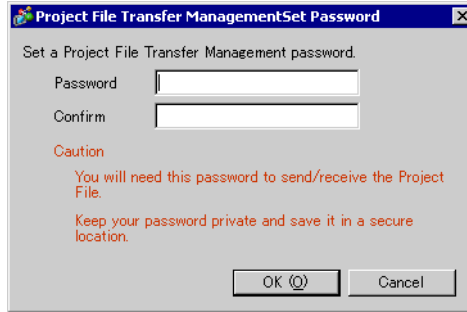 Project File Transfer ManagementSet Password
Set a Project File Transfer Management password.
Password
Confirm
Caution
You will need this password to send/receive the Project
File.
Keep your password private and save it in a secure
location.
OK (O)
Cancel